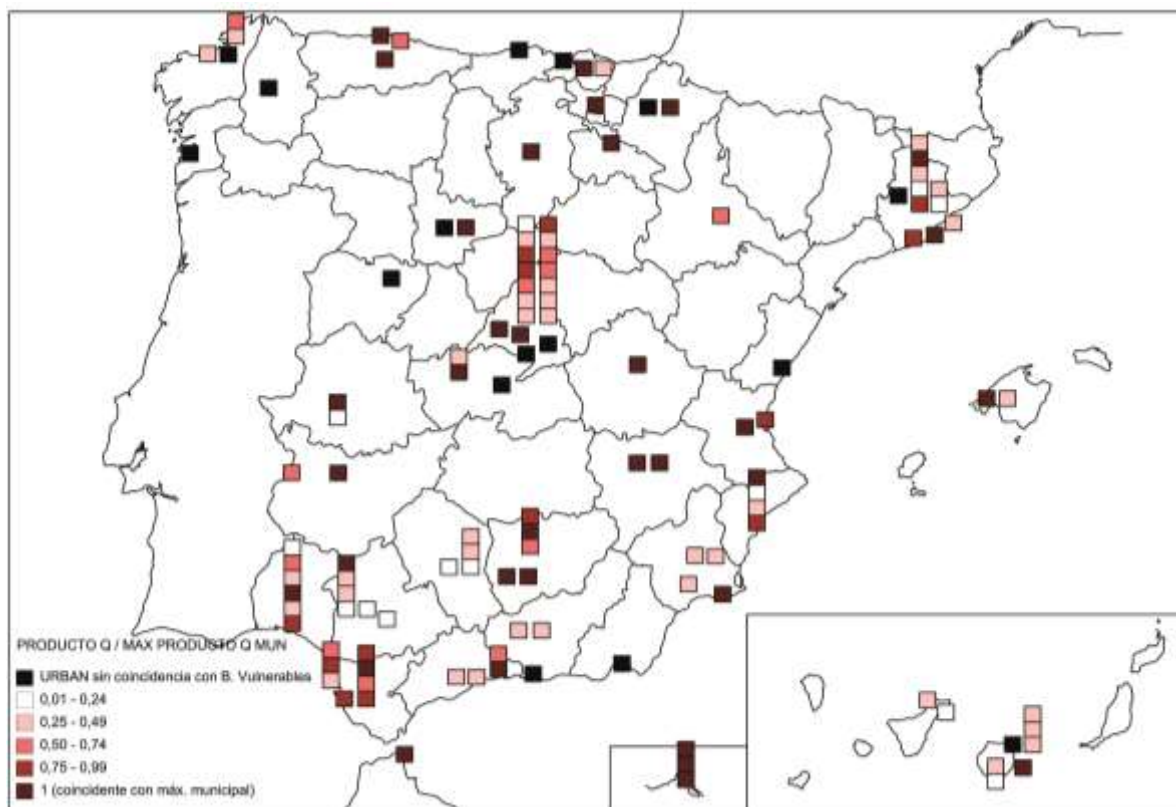 PRODUCTO Q / MAX PRODUCTO Q MUN
URBAN sin coincidencia con B. Vulnerables
0,01 - 0,24
0,25 - 0,49
0,50 - 0,74
0,75 - 0,99
1 (coincidente con máx. municipal)